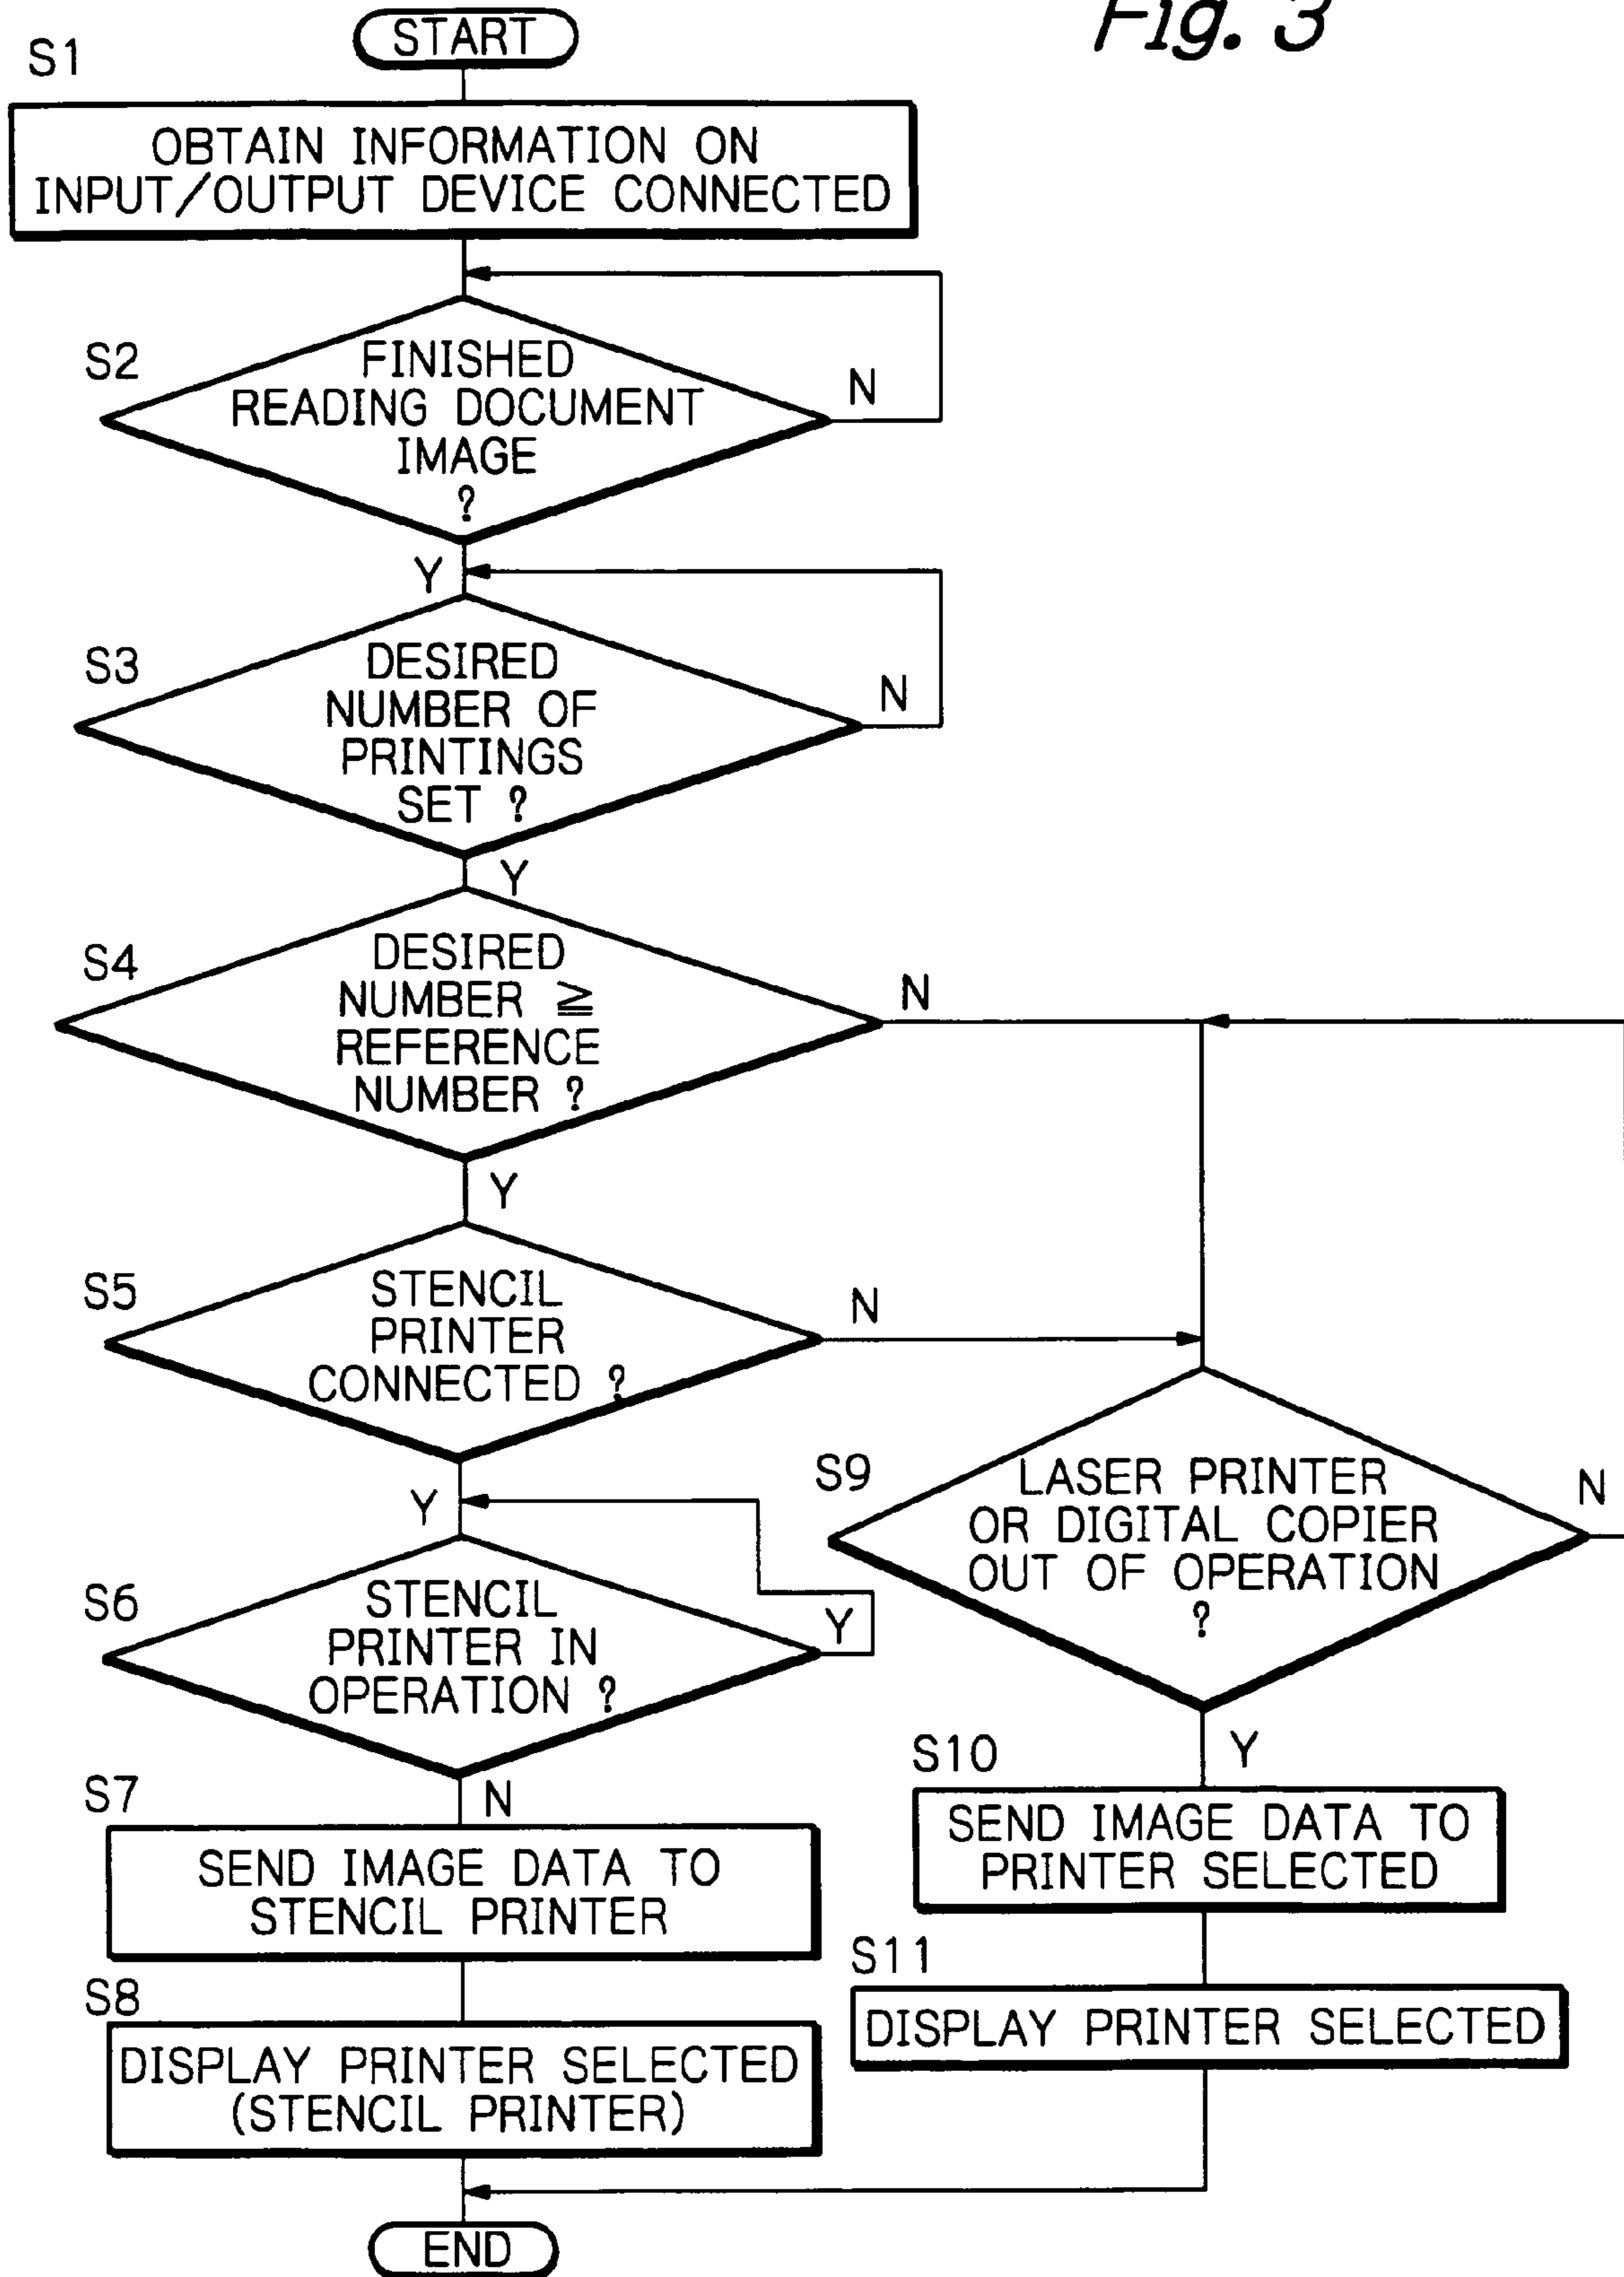 Fig. 3
START
S1
OBTAIN INFORMATION ON
INPUT/OUTPUT DEVICE CONNECTED
S2
FINISHED
READING DOCUMENT
IMAGE
?
N
Y
S3
DESIRED
NUMBER OF
PRINTINGS
SET ?
N
Y
S4
DESIRED
NUMBER ≧
REFERENCE
NUMBER ?
N
Y
S5
STENCIL
PRINTER
CONNECTED ?
N
Y
S6
STENCIL
PRINTER IN
OPERATION ?
Y
N
S7
SEND IMAGE DATA TO
STENCIL PRINTER
S8
DISPLAY PRINTER SELECTED
(STENCIL PRINTER)
S9
LASER PRINTER
OR DIGITAL COPIER
OUT OF OPERATION
?
N
Y
S10
SEND IMAGE DATA TO
PRINTER SELECTED
S11
DISPLAY PRINTER SELECTED
END